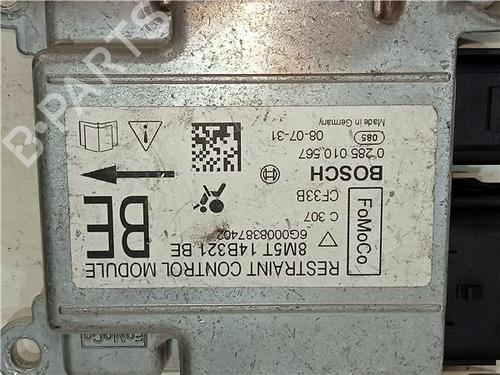 RESTRAINT CONTROL MODULE
8M5T 14B321 BE
6G0008387402
FoMoCo
C 307
CF33B
BE
BOSCH
0 285 010 567
085
08-07-31
Made in Germany
FoMoCo
B-PARTS